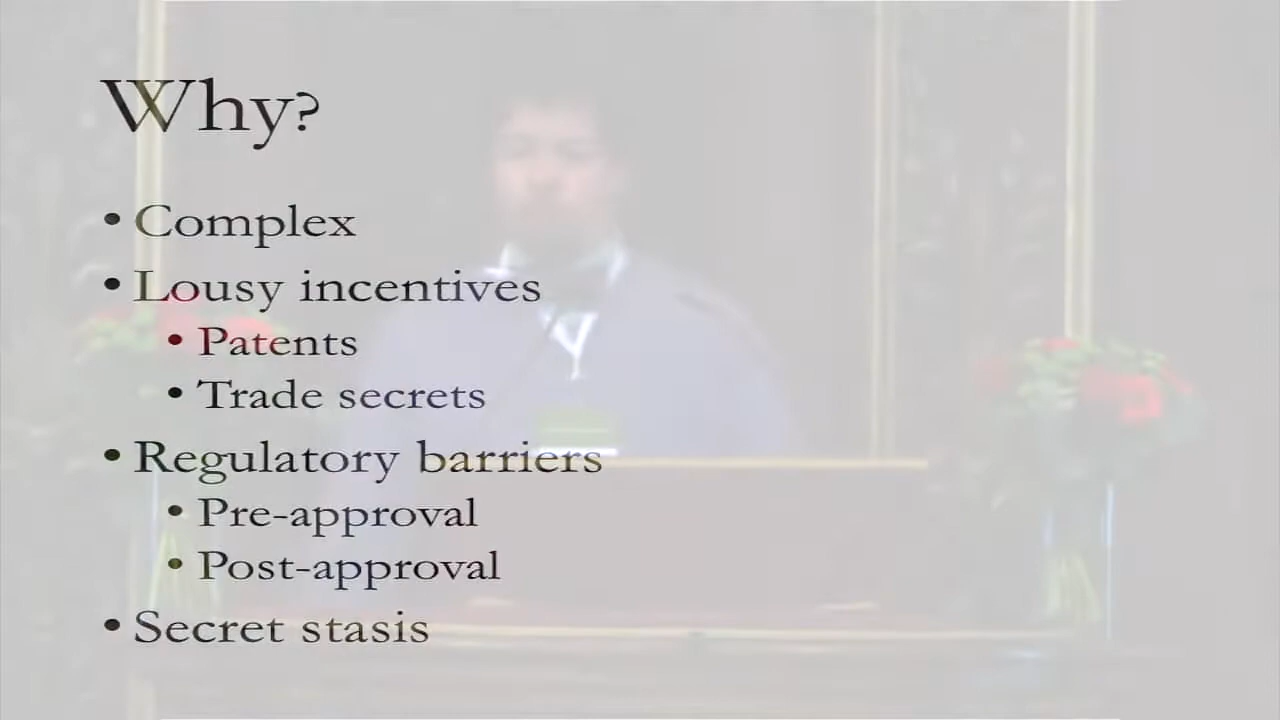 Why?
• Complex
• Lousy incentives
• Patents
• Trade secrets
• Regulatory barriers
• Pre-approval
• Post-approval
• Secret stasis